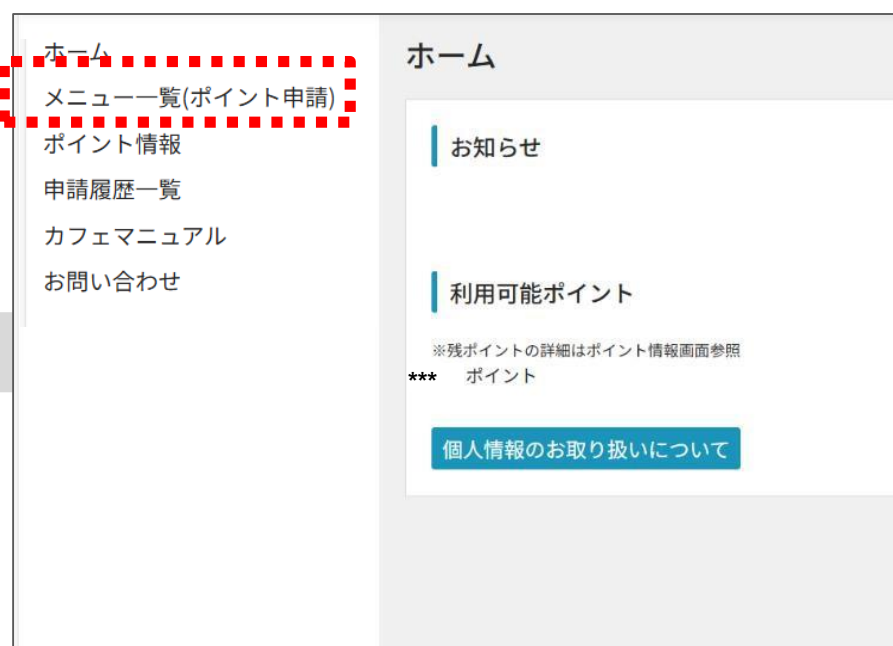 ホーム
メニュー一覧(ポイント申請)
ポイント情報
申請履歴一覧
カフェマニュアル
お問い合わせ
ホーム
お知らせ
利用可能ポイント
※残ポイントの詳細はポイント情報画面参照
*** ポイント
個人情報のお取り扱いについて